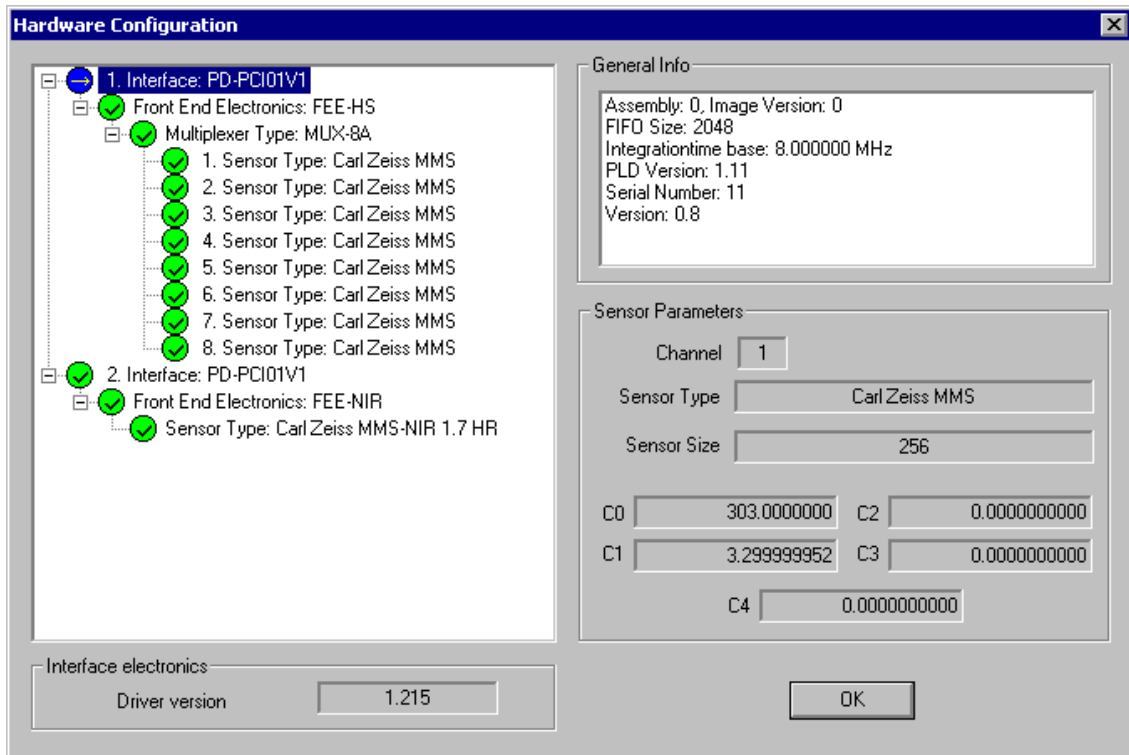 Hardware Configuration
1. Interface: PD-PCI01V1
Front End Electronics: FEE-HS
Multiplexer Type: MUX-8A
1. Sensor Type: Carl Zeiss MMS
2. Sensor Type: Carl Zeiss MMS
3. Sensor Type: Carl Zeiss MMS
4. Sensor Type: Carl Zeiss MMS
5. Sensor Type: Carl Zeiss MMS
6. Sensor Type: Carl Zeiss MMS
7. Sensor Type: Carl Zeiss MMS
8. Sensor Type: Carl Zeiss MMS
2. Interface: PD-PCI01V1
Front End Electronics: FEE-NIR
Sensor Type: Carl Zeiss MMS-NIR 1.7 HR
Interface electronics
Driver version 1.215
General Info
Assembly: 0, Image Version: 0
FIFO Size: 2048
Integrationtime base: 8.000000 MHz
PLD Version: 1.11
Serial Number: 11
Version: 0.8
Sensor Parameters
Channel 1
Sensor Type Carl Zeiss MMS
Sensor Size 256
C0 303.0000000 C2 0.0000000000
C1 3.299999952 C3 0.0000000000
C4 0.0000000000
OK